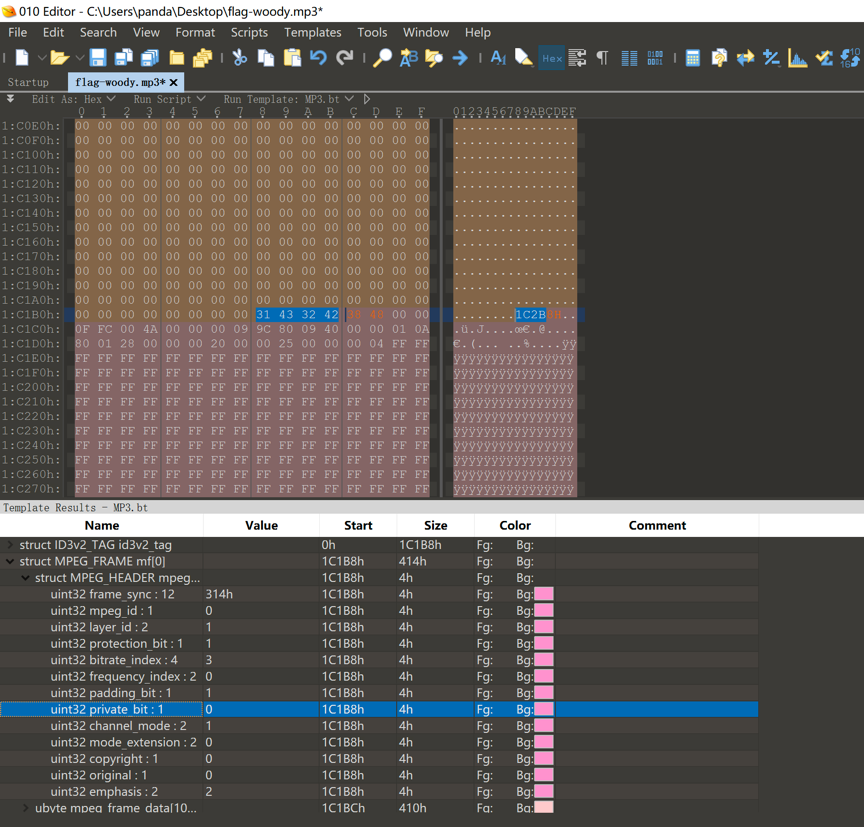 010 Editor - C:\Users\panda\Desktop\flag-woody.mp3*
File Edit Search View Format Scripts Templates Tools Window Help
Startup flag-woody.mp3* ×
Edit As: Hex Run Script Run Template: MP3.bt
0 1 2 3 4 5 6 7 8 9 A B C D E F 0123456789ABCDEF
1:C0E0h: 00 00 00 00 00 00 00 00 00 00 00 00 00 00 00 00 ................
1:C0F0h: 00 00 00 00 00 00 00 00 00 00 00 00 00 00 00 00 ................
1:C100h: 00 00 00 00 00 00 00 00 00 00 00 00 00 00 00 00 ................
1:C110h: 00 00 00 00 00 00 00 00 00 00 00 00 00 00 00 00 ................
1:C120h: 00 00 00 00 00 00 00 00 00 00 00 00 00 00 00 00 ................
1:C130h: 00 00 00 00 00 00 00 00 00 00 00 00 00 00 00 00 ................
1:C140h: 00 00 00 00 00 00 00 00 00 00 00 00 00 00 00 00 ................
1:C150h: 00 00 00 00 00 00 00 00 00 00 00 00 00 00 00 00 ................
1:C160h: 00 00 00 00 00 00 00 00 00 00 00 00 00 00 00 00 ................
1:C170h: 00 00 00 00 00 00 00 00 00 00 00 00 00 00 00 00 ................
1:C180h: 00 00 00 00 00 00 00 00 00 00 00 00 00 00 00 00 ................
1:C190h: 00 00 00 00 00 00 00 00 00 00 00 00 00 00 00 00 ................
1:C1A0h: 00 00 00 00 00 00 00 00 00 00 00 00 00 00 00 00 ................
1:C1B0h: 00 00 00 00 00 00 00 00 31 43 32 42 38 48 00 00 ........1C2B8H..
1:C1C0h: 0F FC 00 4A 00 00 00 09 9C 80 09 40 00 00 01 0A .ü.J....œ€.@....
1:C1D0h: 80 01 28 00 00 00 20 00 00 25 00 00 00 04 FF FF €.(... ..%....ÿÿ
1:C1E0h: FF FF FF FF FF FF FF FF FF FF FF FF FF FF FF FF ÿÿÿÿÿÿÿÿÿÿÿÿÿÿÿÿ
1:C1F0h: FF FF FF FF FF FF FF FF FF FF FF FF FF FF FF FF ÿÿÿÿÿÿÿÿÿÿÿÿÿÿÿÿ
1:C200h: FF FF FF FF FF FF FF FF FF FF FF FF FF FF FF FF ÿÿÿÿÿÿÿÿÿÿÿÿÿÿÿÿ
1:C210h: FF FF FF FF FF FF FF FF FF FF FF FF FF FF FF FF ÿÿÿÿÿÿÿÿÿÿÿÿÿÿÿÿ
1:C220h: FF FF FF FF FF FF FF FF FF FF FF FF FF FF FF FF ÿÿÿÿÿÿÿÿÿÿÿÿÿÿÿÿ
1:C230h: FF FF FF FF FF FF FF FF FF FF FF FF FF FF FF FF ÿÿÿÿÿÿÿÿÿÿÿÿÿÿÿÿ
1:C240h: FF FF FF FF FF FF FF FF FF FF FF FF FF FF FF FF ÿÿÿÿÿÿÿÿÿÿÿÿÿÿÿÿ
1:C250h: FF FF FF FF FF FF FF FF FF FF FF FF FF FF FF FF ÿÿÿÿÿÿÿÿÿÿÿÿÿÿÿÿ
1:C260h: FF FF FF FF FF FF FF FF FF FF FF FF FF FF FF FF ÿÿÿÿÿÿÿÿÿÿÿÿÿÿÿÿ
1:C270h: FF FF FF FF FF FF FF FF FF FF FF FF FF FF FF FF ÿÿÿÿÿÿÿÿÿÿÿÿÿÿÿÿ
Template Results - MP3.bt
Name Value Start Size Color Comment
struct ID3v2_TAG id3v2_tag 0h 1C1B8h Fg: Bg:
struct MPEG_FRAME mf[0] 1C1B8h 414h Fg: Bg:
struct MPEG_HEADER mpeg... 1C1B8h 4h Fg: Bg:
uint32 frame_sync : 12 314h 1C1B8h 4h Fg: Bg:
uint32 mpeg_id : 1 0 1C1B8h 4h Fg: Bg:
uint32 layer_id : 2 1 1C1B8h 4h Fg: Bg:
uint32 protection_bit : 1 1 1C1B8h 4h Fg: Bg:
uint32 bitrate_index : 4 3 1C1B8h 4h Fg: Bg:
uint32 frequency_index : 2 0 1C1B8h 4h Fg: Bg:
uint32 padding_bit : 1 1 1C1B8h 4h Fg: Bg:
uint32 private_bit : 1 0 1C1B8h 4h Fg: Bg:
uint32 channel_mode : 2 1 1C1B8h 4h Fg: Bg:
uint32 mode_extension : 2 0 1C1B8h 4h Fg: Bg:
uint32 copyright : 1 0 1C1B8h 4h Fg: Bg:
uint32 original : 1 0 1C1B8h 4h Fg: Bg:
uint32 emphasis : 2 2 1C1B8h 4h Fg: Bg:
ubyte mpeg_frame_data[10... 1C1BCh 410h Fg: Bg: